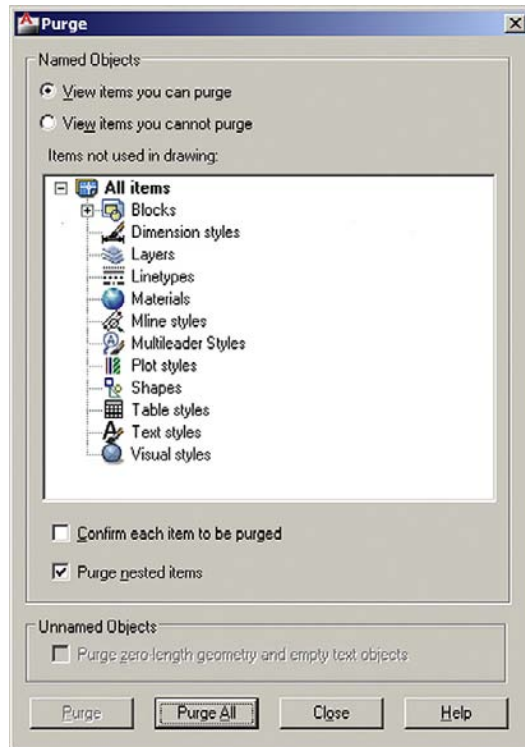 Purge
Named Objects
View items you can purge
View items you cannot purge
Items not used in drawing:
All items
Blocks
Dimension styles
Layers
Linetypes
Materials
Mline styles
Multileader Styles
Plot styles
Shapes
Table styles
Text styles
Visual styles
Confirm each item to be purged
Purge nested items
Unnamed Objects
Purge zero-length geometry and empty text objects
Purge Purge All Close Help